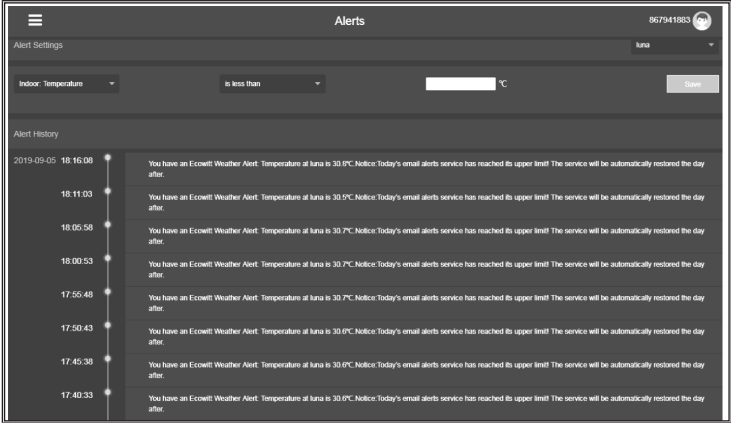 Alerts
867941883
Alert Settings
luna
Indoor: Temperature
is less than
℃
Save
Alert History
2019-09-05 18:16:08
You have an Ecowitt Weather Alert: Temperature at luna is 30.8℃.Notice:Today's email alerts service has reached its upper limit! The service will be automatically restored the day
after.
18:11:03
You have an Ecowitt Weather Alert: Temperature at luna is 30.5℃.Notice:Today's email alerts service has reached its upper limit! The service will be automatically restored the day
after.
18:05:58
You have an Ecowitt Weather Alert: Temperature at luna is 30.7℃.Notice:Today's email alerts service has reached its upper limit! The service will be automatically restored the day
after.
18:00:53
You have an Ecowitt Weather Alert: Temperature at luna is 30.7℃.Notice:Today's email alerts service has reached its upper limit! The service will be automatically restored the day
after.
17:55:48
You have an Ecowitt Weather Alert: Temperature at luna is 30.7℃.Notice:Today's email alerts service has reached its upper limit! The service will be automatically restored the day
after.
17:50:43
You have an Ecowitt Weather Alert: Temperature at luna is 30.6℃.Notice:Today's email alerts service has reached its upper limit! The service will be automatically restored the day
after.
17:45:38
You have an Ecowitt Weather Alert: Temperature at luna is 30.6℃.Notice:Today's email alerts service has reached its upper limit! The service will be automatically restored the day
after.
17:40:33
You have an Ecowitt Weather Alert: Temperature at luna is 30.6℃.Notice:Today's email alerts service has reached its upper limit! The service will be automatically restored the day
after.